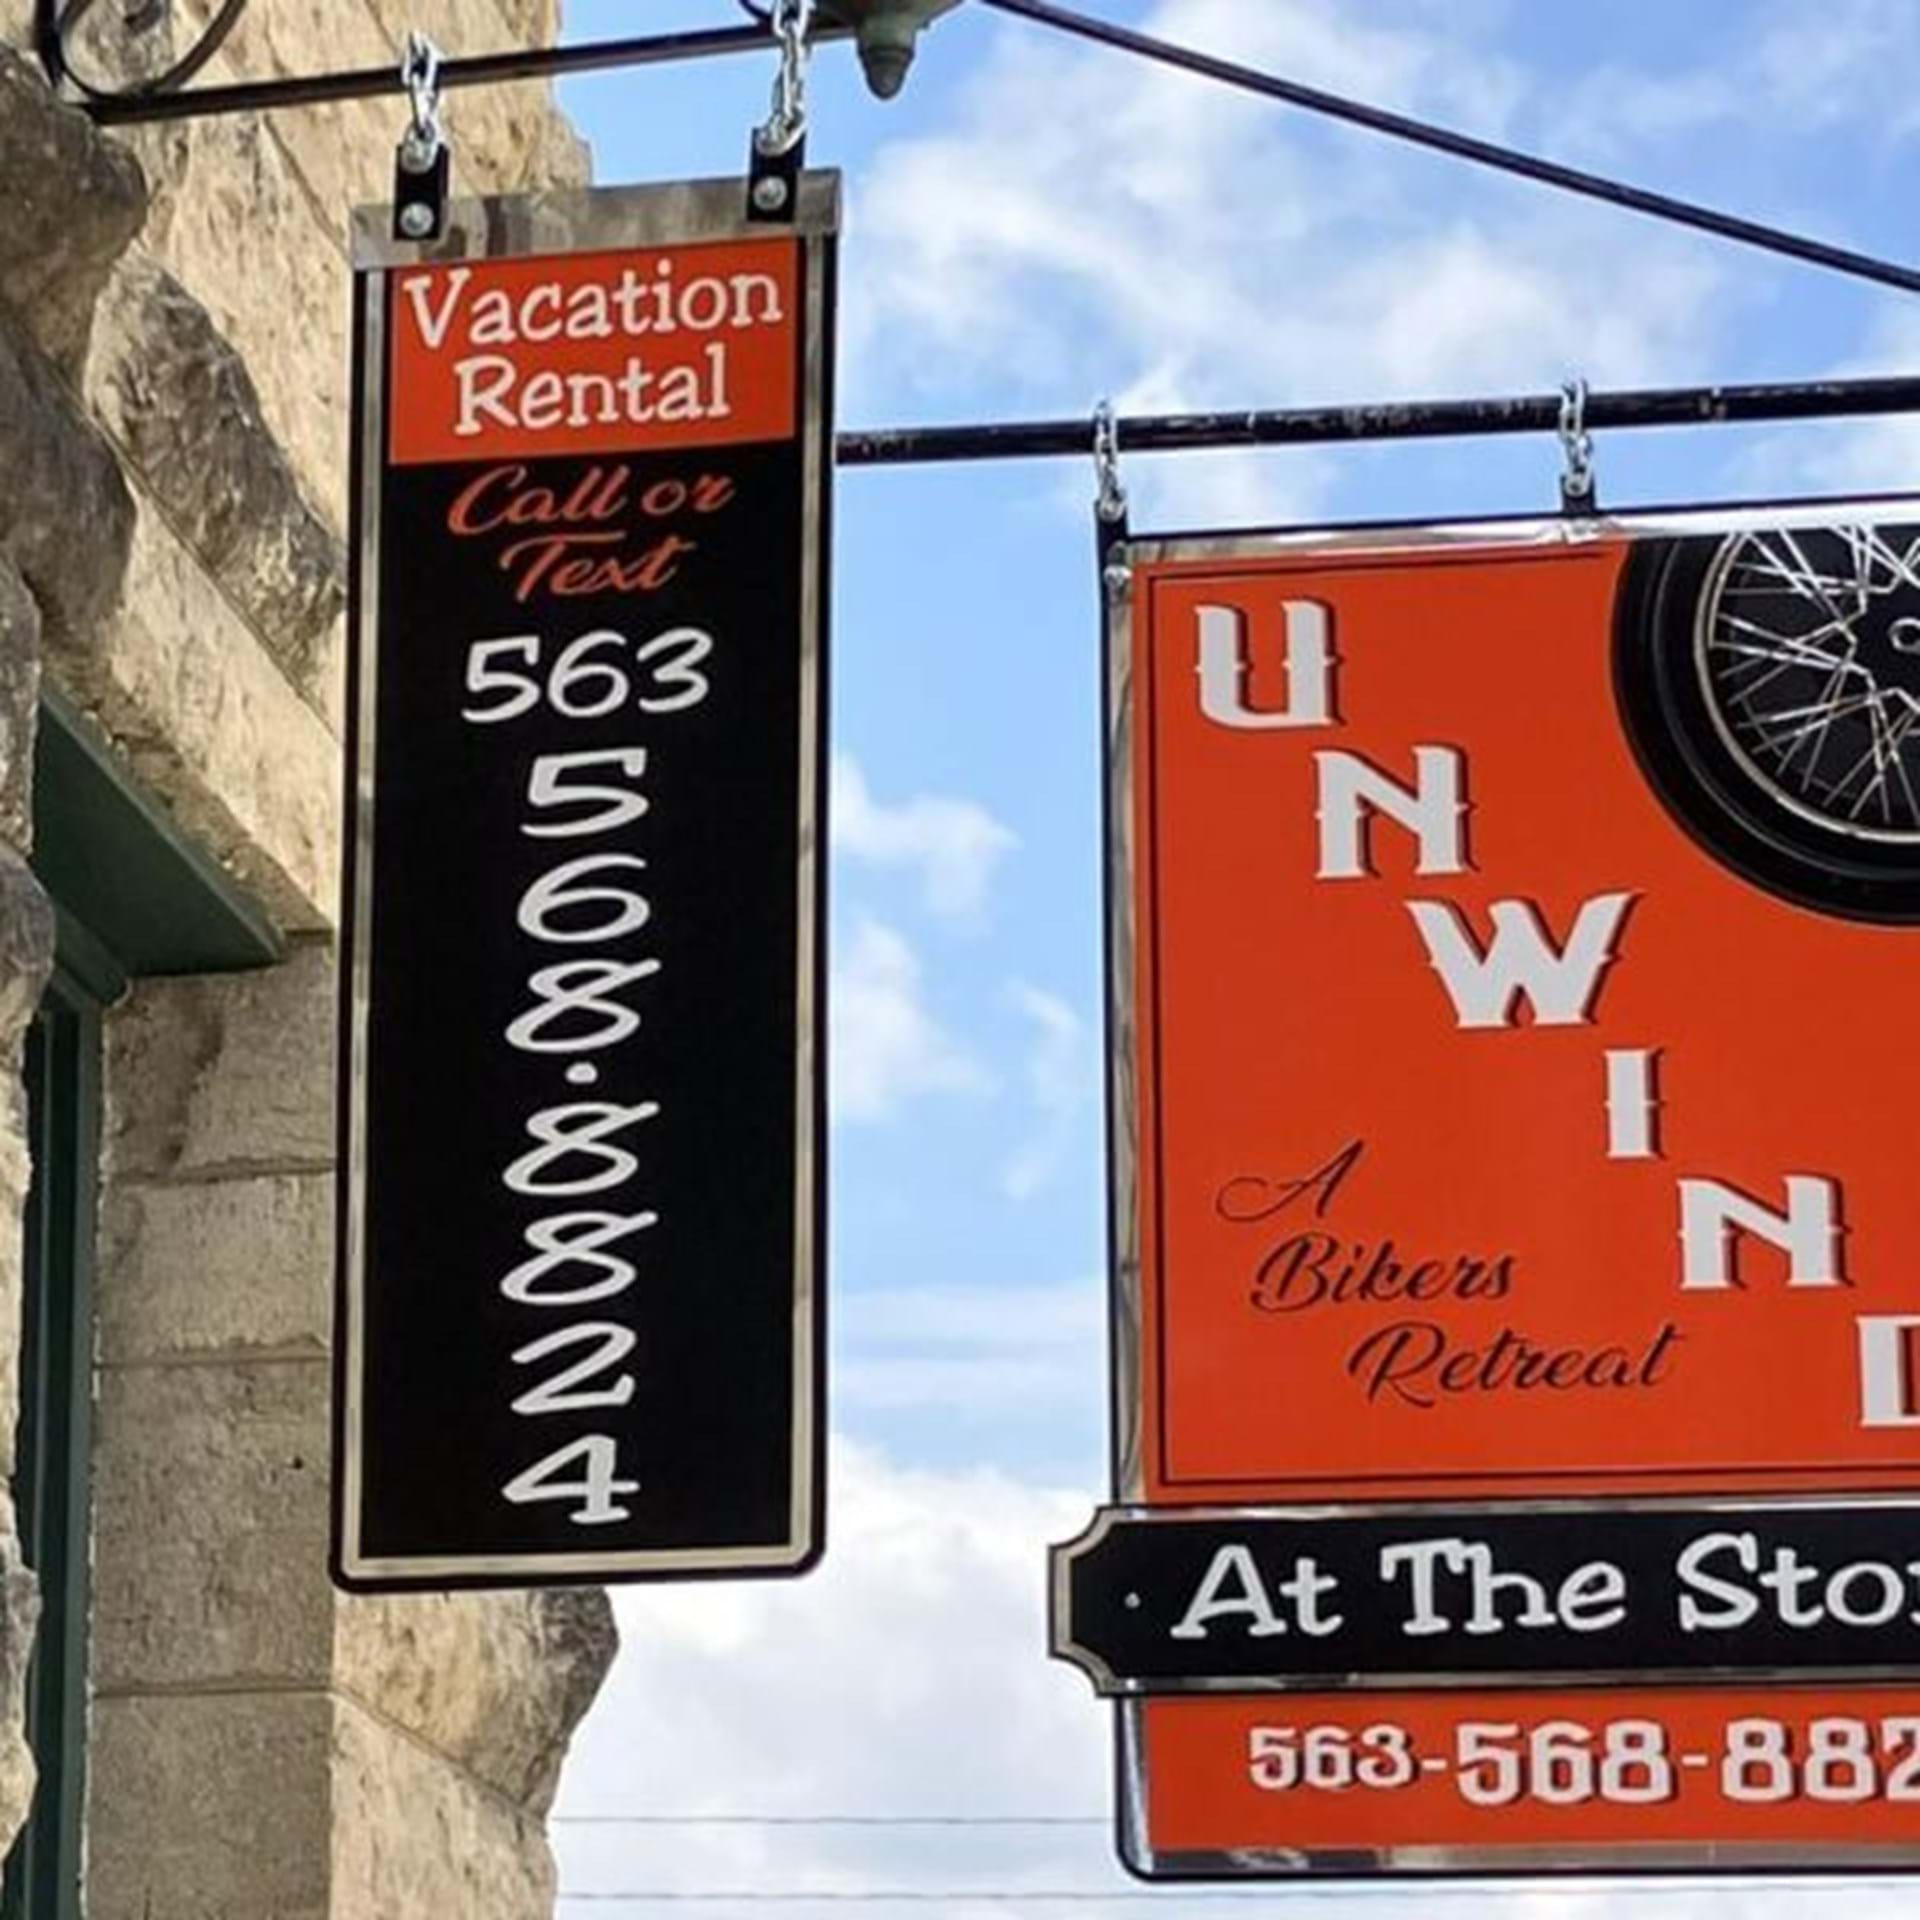 Vacation
Rental
Call or
Text
563
5
6
8
·
8
8
2
4
U
N
W
I
N
D
A
Bikers
Retreat
At The
563-568-882